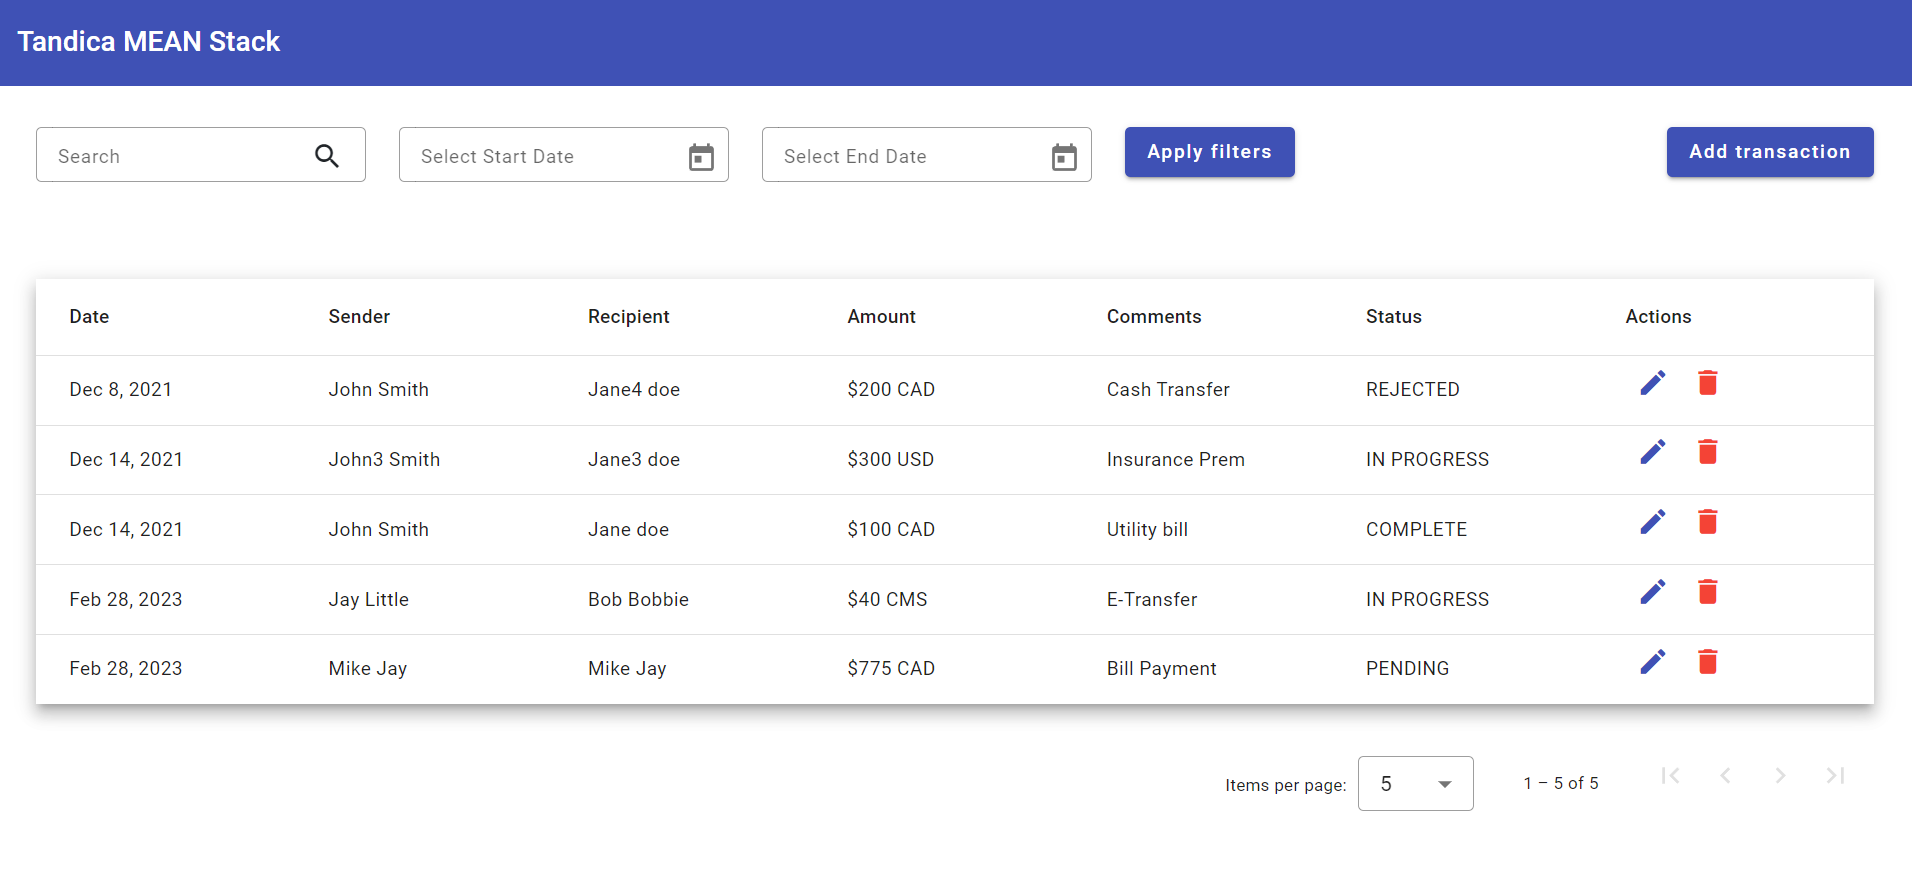 Tandica MEAN Stack
Search Select Start Date Select End Date Apply filters Add transaction
Date Sender Recipient Amount Comments Status Actions
Dec 8, 2021 John Smith Jane4 doe $200 CAD Cash Transfer REJECTED
Dec 14, 2021 John3 Smith Jane3 doe $300 USD Insurance Prem IN PROGRESS
Dec 14, 2021 John Smith Jane doe $100 CAD Utility bill COMPLETE
Feb 28, 2023 Jay Little Bob Bobbie $40 CMS E-Transfer IN PROGRESS
Feb 28, 2023 Mike Jay Mike Jay $775 CAD Bill Payment PENDING
Items per page: 5 1 – 5 of 5